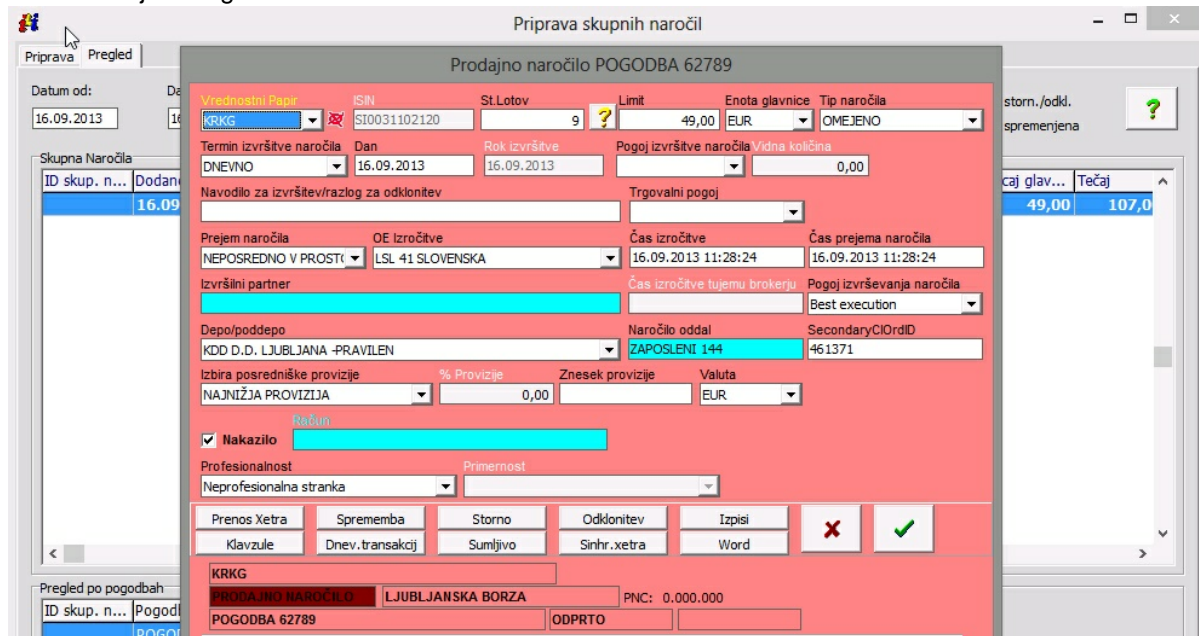 Priprava skupnih naročil
Priprava Pregled
Prodajno naročilo POGODBA 62789
Datum od:
16.09.2013
storn./odkl.
spremenjena
Vrednostni Papir ISIN St.Lotov Limit Enota glavnice Tip naročila
KRKG SI0031102120 9 49,00 EUR OMEJENO
Termin izvršitve naročila Dan Rok izvršitve Pogoj izvršitve naročila Vidna količina
DNEVNO 16.09.2013 16.09.2013 0,00
Skupna Naročila
ID skup. n... Tečaj
49,00 107,0
Navodilo za izvršitev/razlog za odklonitev Trgovalni pogoj
Prejem naročila OE Izročitve Čas izročitve Čas prejema naročila
NEPOSREDNO V LSL 41 SLOVENSKA 16.09.2013 11:28:24 16.09.2013 11:28:24
Izvršilni partner Čas izročitve tujemu brokerju Pogoj izvrševanja naročila
Best execution
Depo/poddepo Naročilo oddal SecondaryClOrdID
KDD D.D. LJUBLJANA -PRAVILEN ZAPOSLENI 144 461371
Izbira posredniške provizije % Provizije Znesek provizije Valuta
NAJNIŽJA PROVIZIJA 0,00 EUR
Račun
Nakazilo
Profesionalnost Primernost
Neprofesionalna stranka
Prenos Xetra Sprememba Storno Odklonitev Izpisi
Klavzule Dnev.transakcij Sumljivo Sinhr.xetra Word
KRKG
PRODAJNO NAROČILO LJUBLJANSKA BORZA PNC: 0.000.000
POGODBA 62789 ODPRTO
Pregled po pogodbah
ID skup. n...